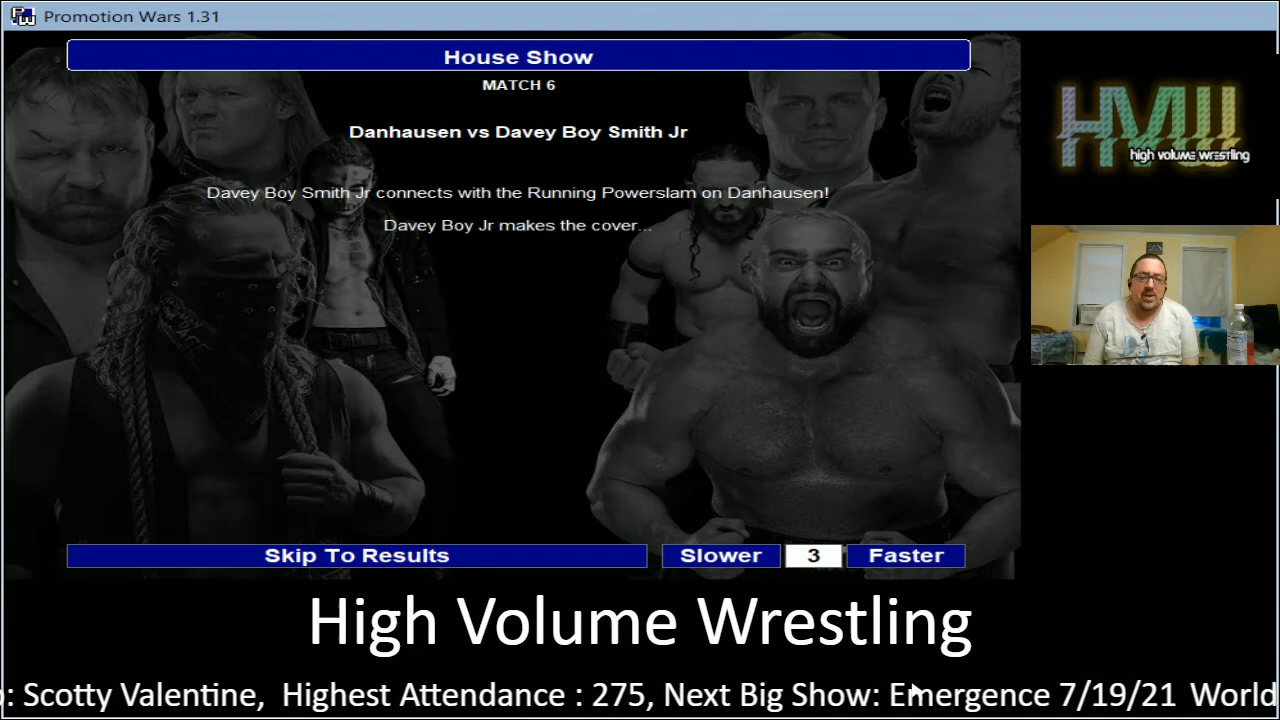 Promotion Wars 1.31
House Show
MATCH 6
Danhausen vs Davey Boy Smith Jr
Davey Boy Smith Jr connects with the Running Powerslam on Danhausen!
Davey Boy Jr makes the cover...
Skip To Results
Slower
3
Faster
HVW
high volume wrestling
High Volume Wrestling
: Scotty Valentine, Highest Attendance : 275, Next Big Show: Emergence 7/19/21 World